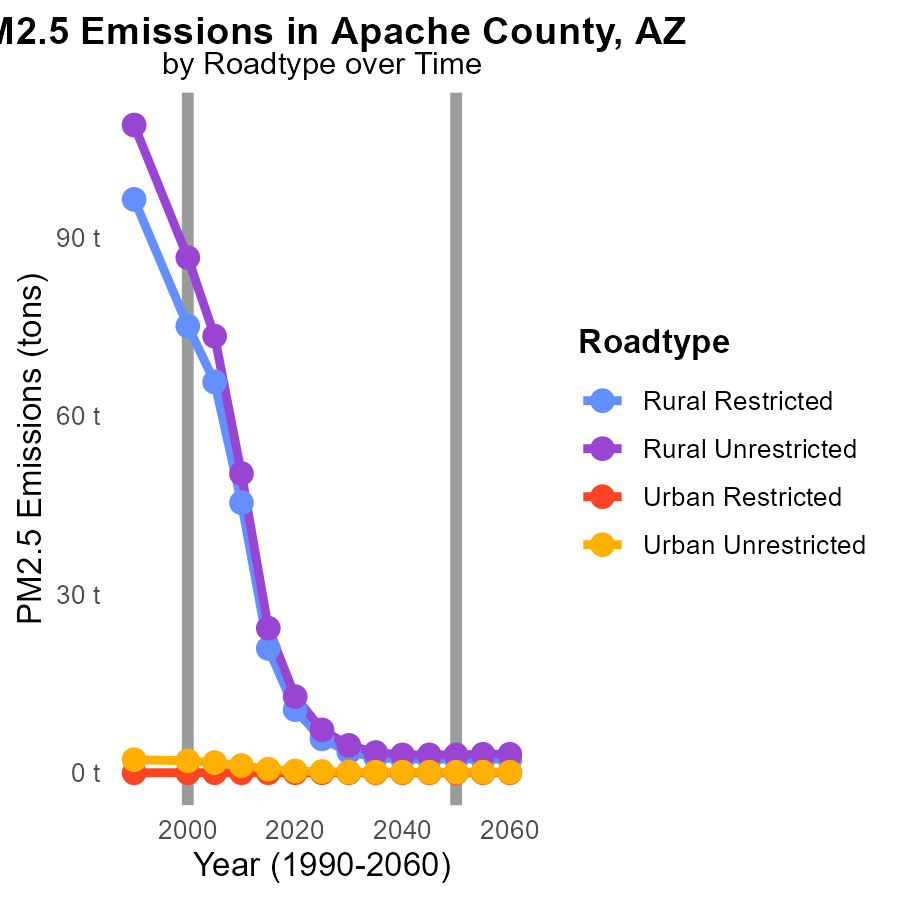 M2.5 Emissions in Apache County, AZ
by Roadtype over Time
90 t
60 t
30 t
0 t
PM2.5 Emissions (tons)
2000 2020 2040 2060
Year (1990-2060)
Roadtype
Rural Restricted
Rural Unrestricted
Urban Restricted
Urban Unrestricted